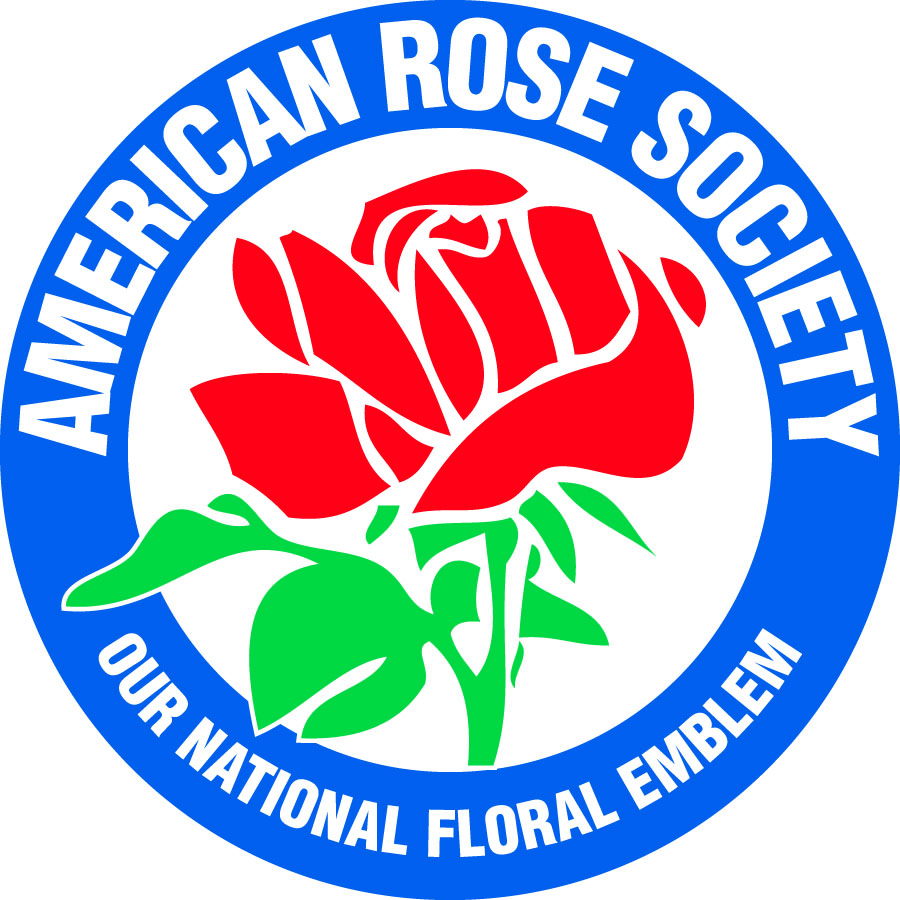 AMERICAN ROSE SOCIETY
OUR NATIONAL FLORAL EMBLEM